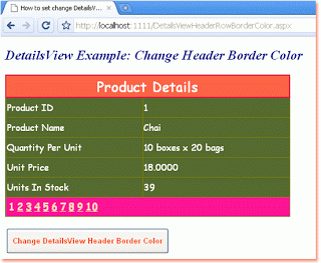 How to set change DetailsV...
http://localhost:1111/DetailsViewHeaderRowBorderColor.aspx
DetailsView Example: Change Header Border Color
Product Details
Product ID 1
Product Name Chai
Quantity Per Unit 10 boxes x 20 bags
Unit Price 18.0000
Units In Stock 39
1 2 3 4 5 6 7 8 9 10
Change DetailsView Header Border Color